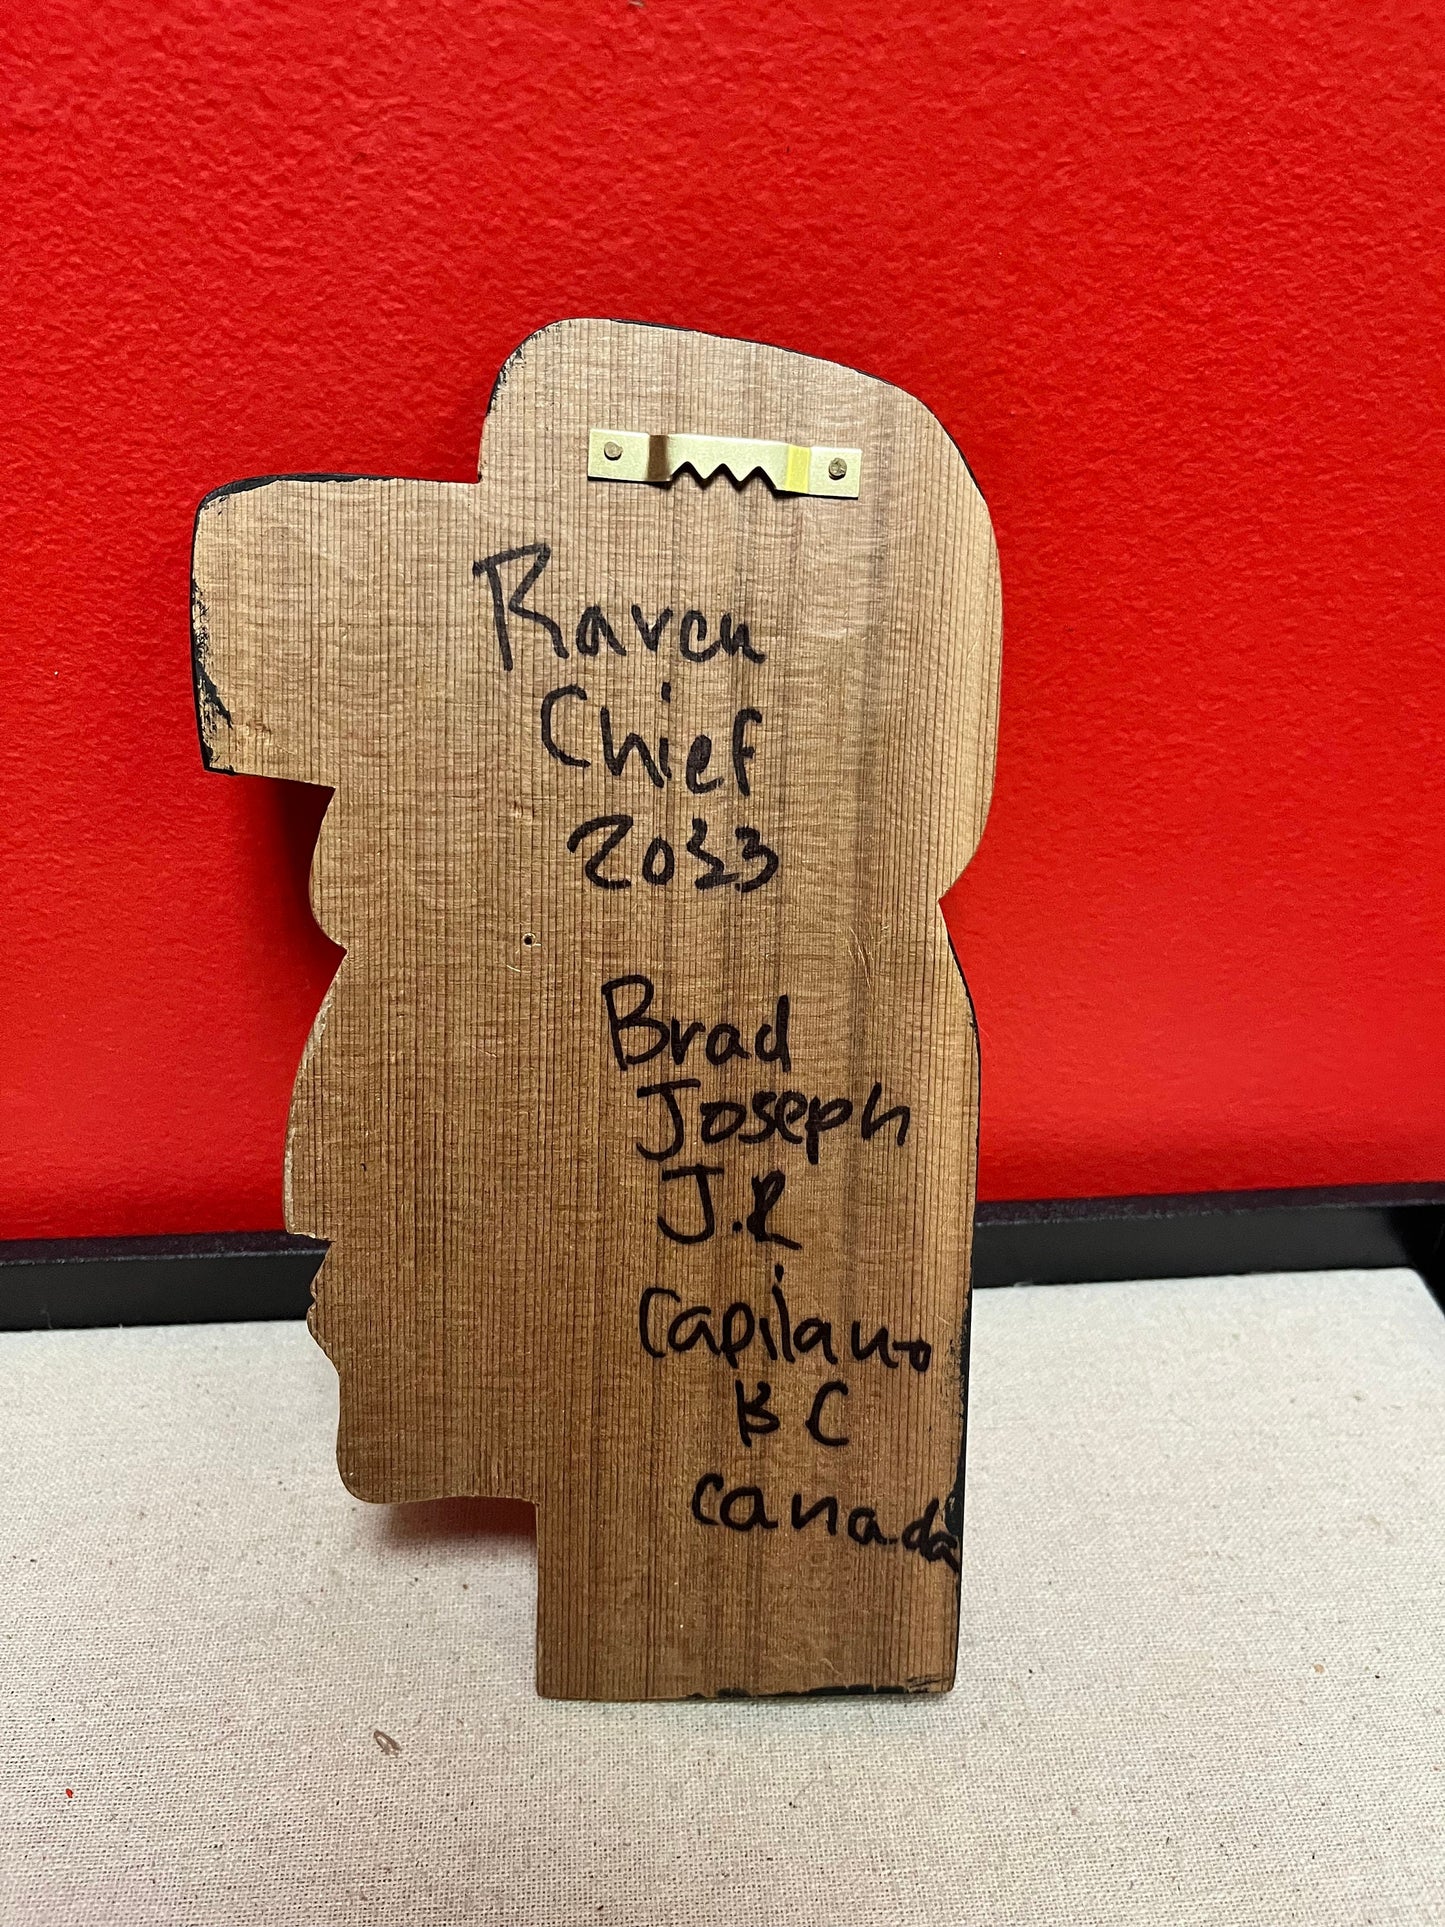 Raven
Chief
2023
Brad
Joseph
J.R
Capilano
BC
Canada